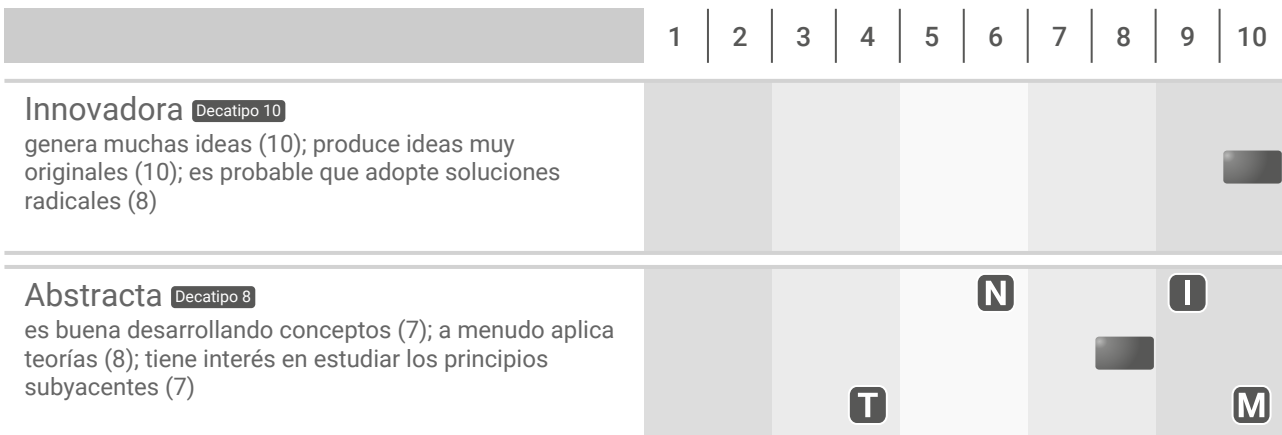 1 2 3 4 5 6 7 8 9 10
Innovadora Decatipo 10
genera muchas ideas (10); produce ideas muy
originales (10); es probable que adopte soluciones
radicales (8)
Abstracta Decatipo 8
N I
es buena desarrollando conceptos (7); a menudo aplica
teorías (8); tiene interés en estudiar los principios
subyacentes (7)
T M